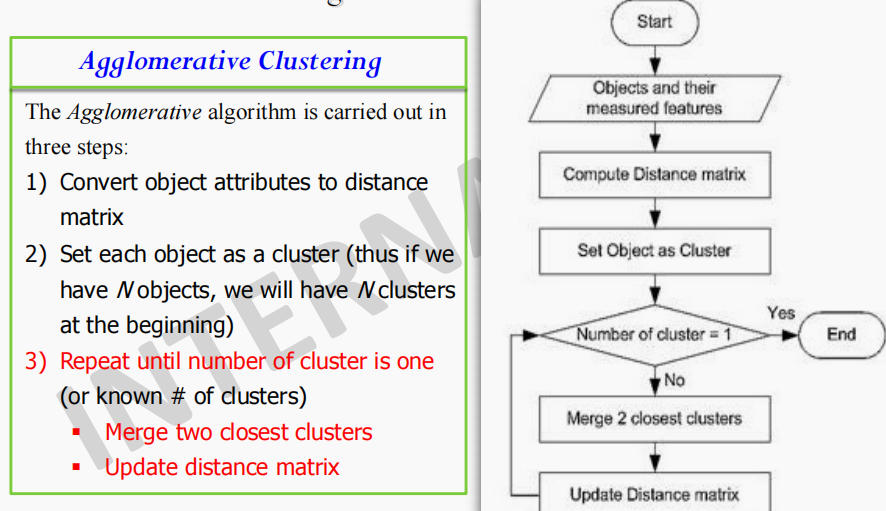 Agglomerative Clustering
The Agglomerative algorithm is carried out in
three steps:
1) Convert object attributes to distance
matrix
2) Set each object as a cluster (thus if we
have N objects, we will have N clusters
at the beginning)
3) Repeat until number of cluster is one
(or known # of clusters)
▪ Merge two closest clusters
▪ Update distance matrix
INTERNA
Start
Objects and their
measured features
Compute Distance matrix
Set Object as Cluster
Number of cluster = 1
Yes
End
No
Merge 2 closest clusters
Update Distance matrix